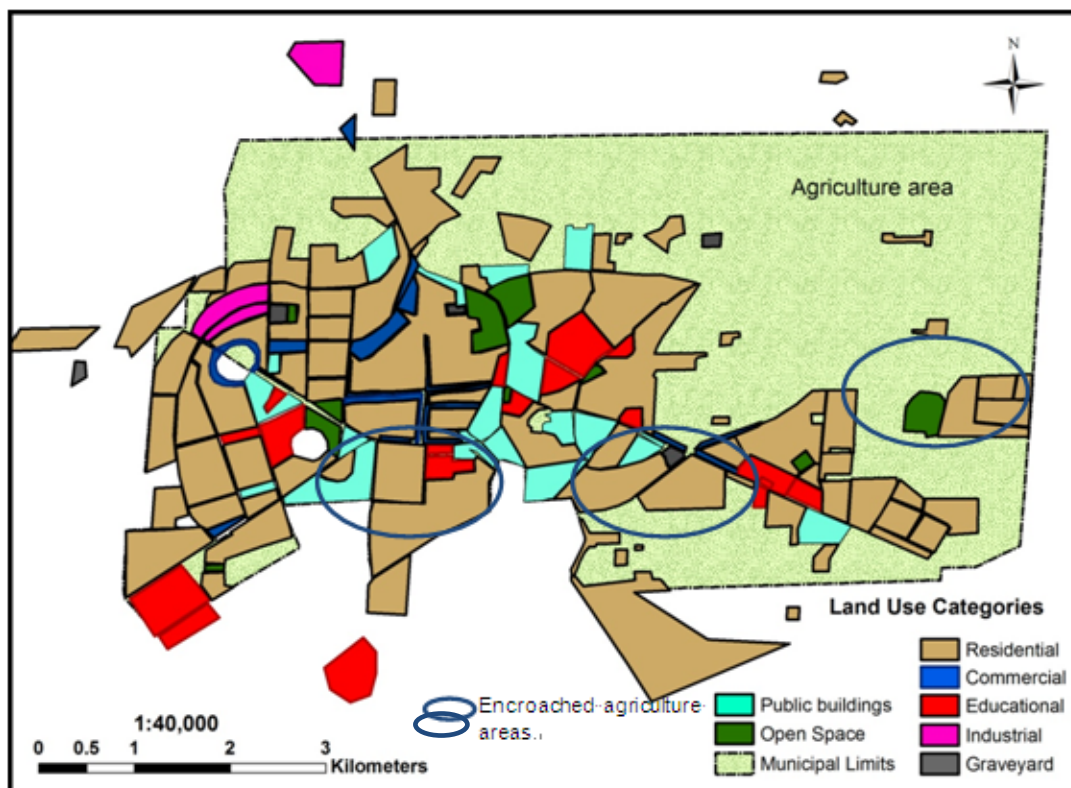 N
Agriculture area
Land Use Categories
Residential
Commercial
Educational
Industrial
Graveyard
Public buildings
Open Space
Municipal Limits
Encroached agriculture
areas.
1:40,000
0 0.5 1 2 3
Kilometers